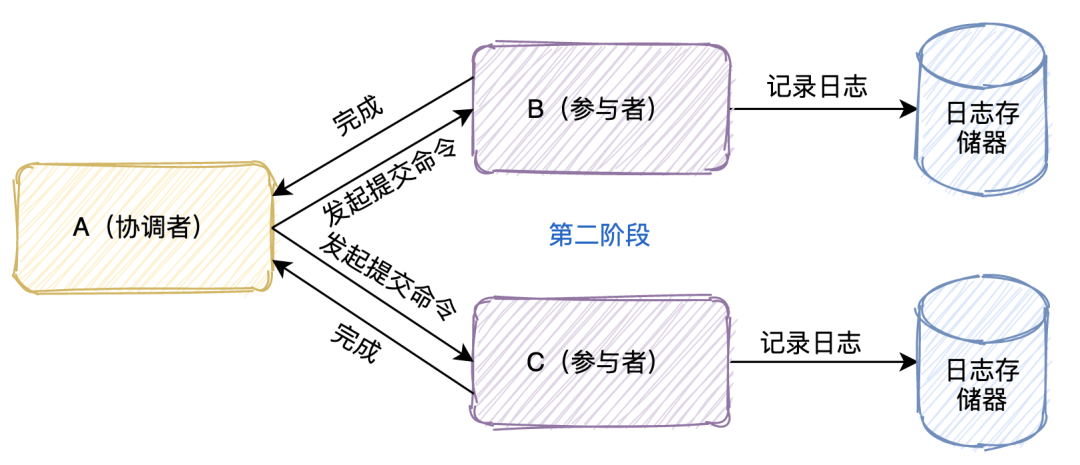 B（参与者）
记录日志
日志存
储器
完成
发起提交命令
A（协调者）
第二阶段
发起提交命令
完成
C（参与者）
记录日志
日志存
储器